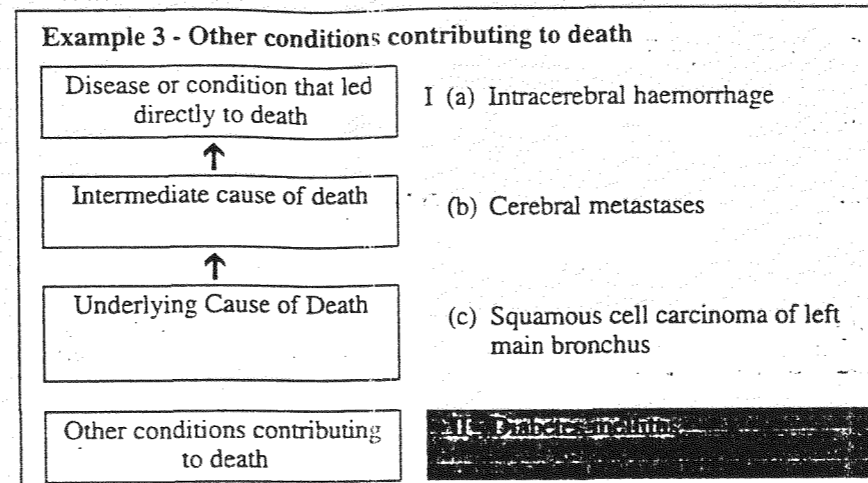 Example 3 - Other conditions contributing to death
Disease or condition that led
directly to death
I (a) Intracerebral haemorrhage
Intermediate cause of death
(b) Cerebral metastases
Underlying Cause of Death
(c) Squamous cell carcinoma of left
main bronchus
Other conditions contributing
to death
II Diabetes mellitus